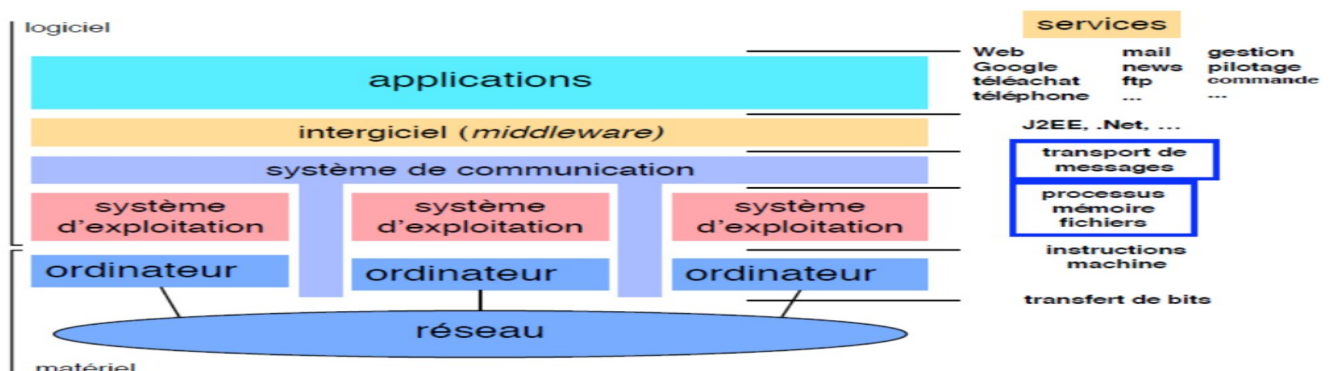 logiciel
services
Web mail gestion
Google news pilotage
téléachat ftp commande
téléphone ... ...
applications
intergiciel (middleware)
J2EE, .Net, ...
système de communication
transport de
messages
système système système
d'exploitation d'exploitation d'exploitation
processus
mémoire
fichiers
ordinateur ordinateur ordinateur
instructions
machine
transfert de bits
réseau
matériel